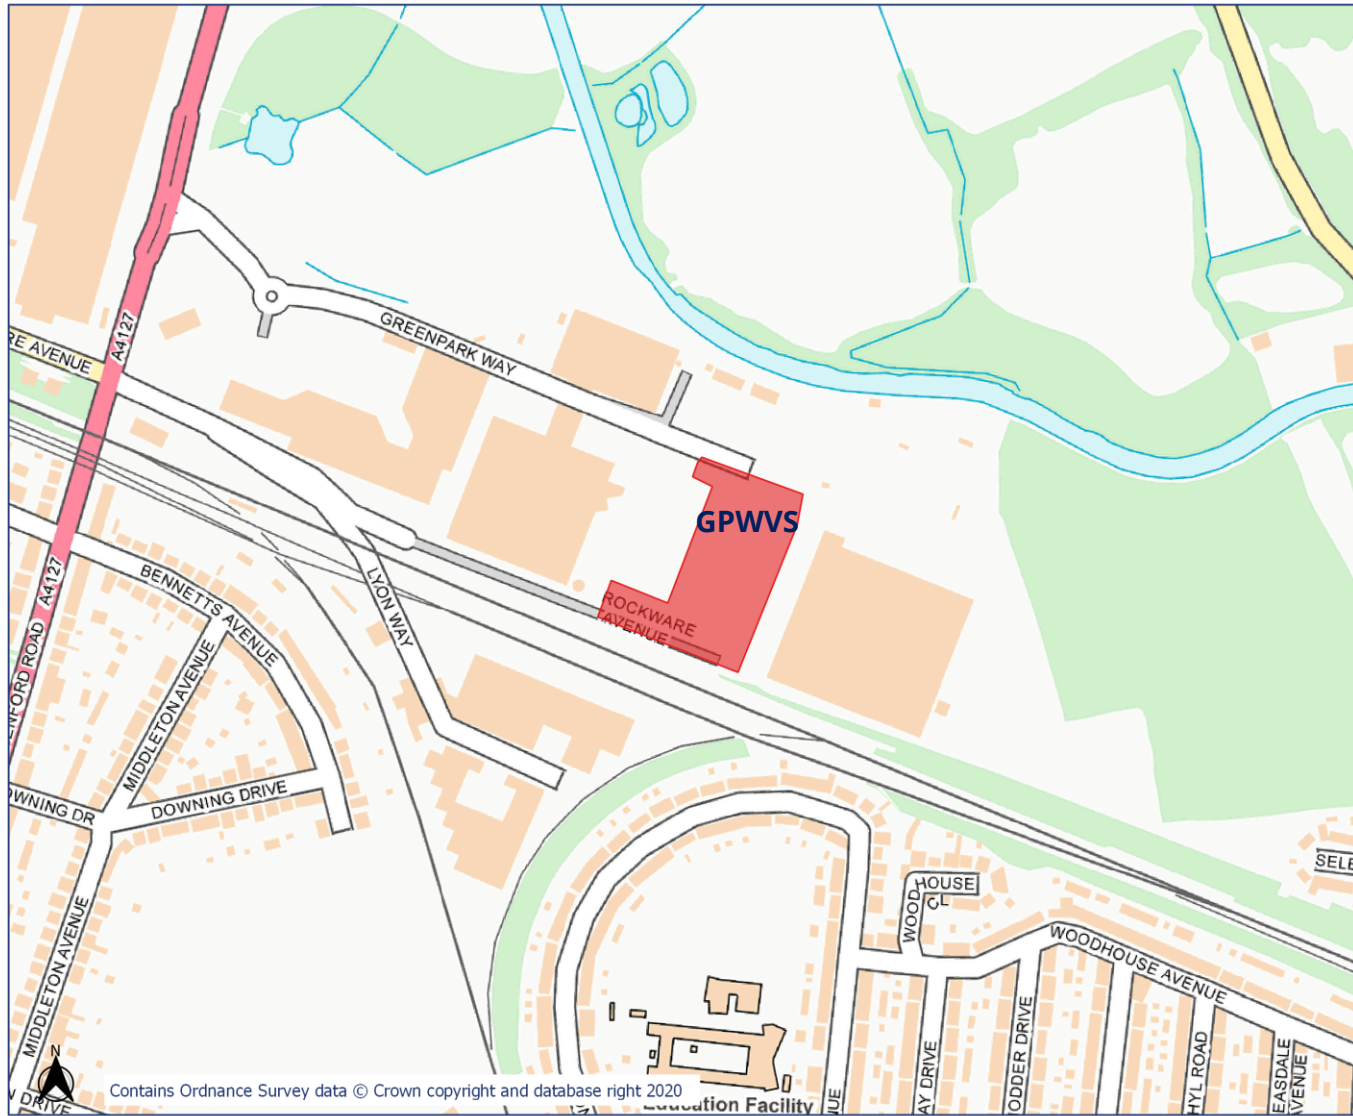 A4127
GREENPARK WAY
RE AVENUE
GPWVS
ROCKWARE
AVENUE
A4127
BENNETTS AVENUE
LYON WAY
ENFORD ROAD
MIDDLETON AVENUE
DOWNING DRIVE
OWNING DR
SELE
HOUSE
WOOD
CL
MIDDLETON AVENUE
WOODHOUSE AVENUE
ODDER DRIVE
AY DRIVE
HYL ROAD
EASDALE
AVENUE
UE
N
DRIVE
Contains Ordnance Survey data © Crown copyright and database right 2020
Education Facility